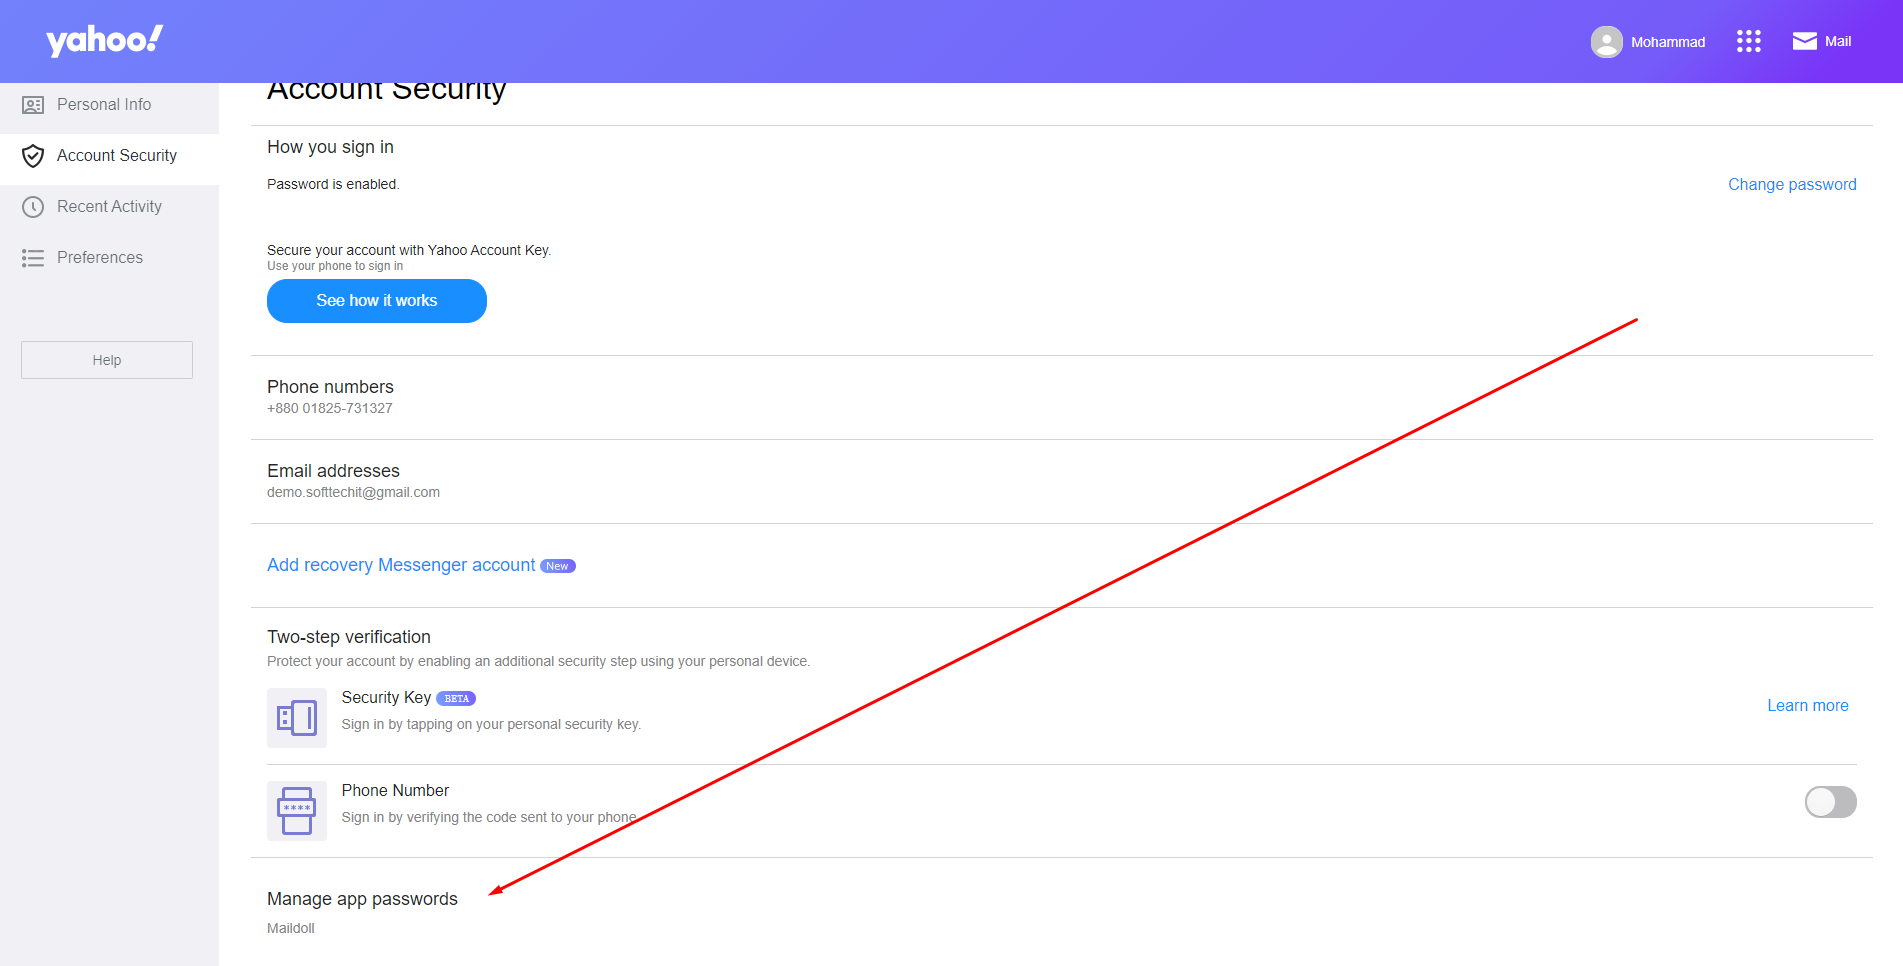 yahoo!
Mohammad
Mail
Personal Info
Account Security
Recent Activity
Preferences
Help
Account Security
How you sign in
Password is enabled.
Change password
Secure your account with Yahoo Account Key.
Use your phone to sign in
See how it works
Phone numbers
+880 01825-731327
Email addresses
demo.softtechit@gmail.com
Add recovery Messenger account New
Two-step verification
Protect your account by enabling an additional security step using your personal device.
Security Key BETA
Sign in by tapping on your personal security key.
Learn more
****
Phone Number
Sign in by verifying the code sent to your phone.
Manage app passwords
Maildoll